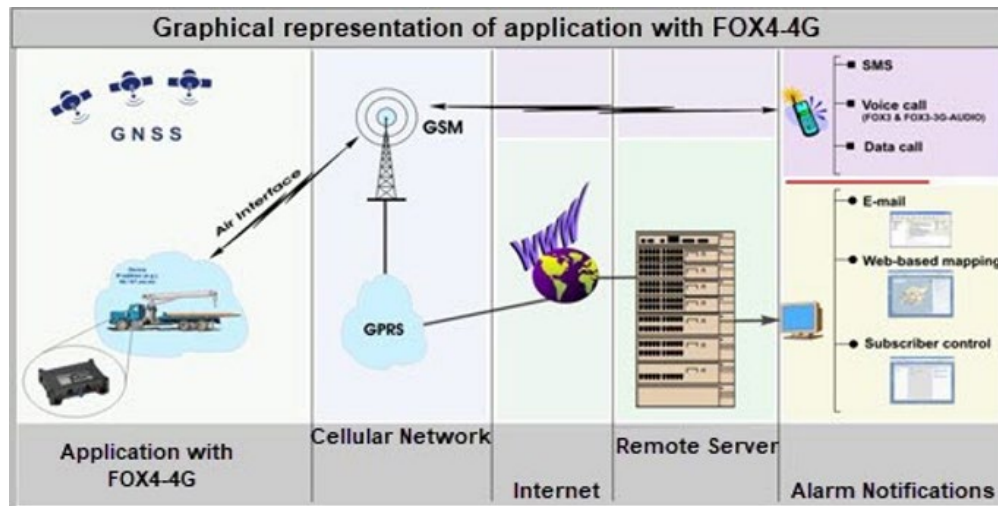 Graphical representation of application with FOX4-4G
GNSS
Air interface
GSM
GPRS
WWW
SMS
Voice call
(FOX3 & FOX3-3G-AUDIO)
Data call
E-mail
Web-based mapping
Subscriber control
Application with
FOX4-4G
Cellular Network
Internet
Remote Server
Alarm Notifications